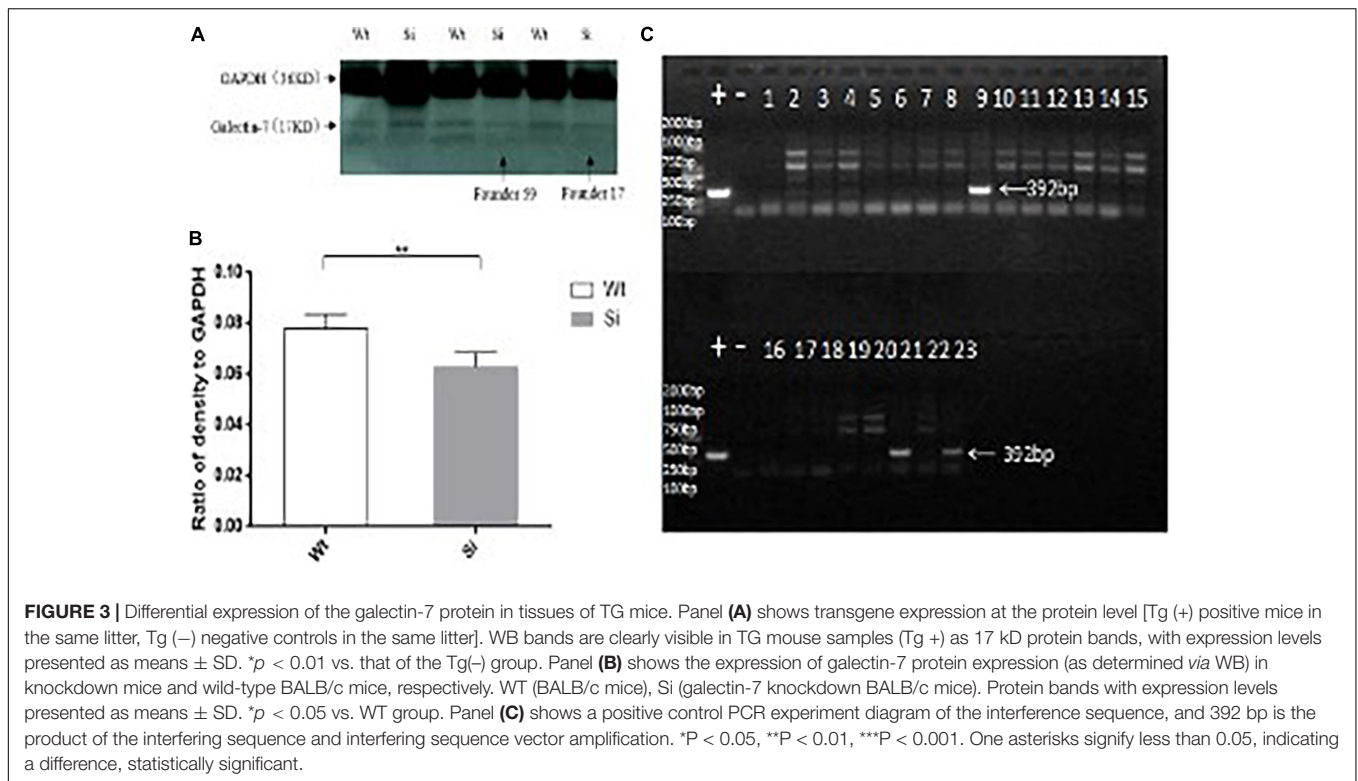 A
Wt Si Wt Si Wt Si
GAPDH (36KD)
Galectin-7 (17KD)
Founder 59 Founder 17
B
**
Ratio of density to GAPDH
0.10
0.08
0.06
0.04
0.02
0.00
Wt
Si
Wt
Si
C
+ - 1 2 3 4 5 6 7 8 9 10 11 12 13 14 15
2000bp
1000bp
750bp
500bp
250bp
100bp
←392bp
+ - 16 17 18 19 20 21 22 23
2000bp
1000bp
750bp
500bp
250bp
100bp
← 392bp
FIGURE 3 | Differential expression of the galectin-7 protein in tissues of TG mice. Panel (A) shows transgene expression at the protein level [Tg (+) positive mice in
the same litter, Tg (−) negative controls in the same litter]. WB bands are clearly visible in TG mouse samples (Tg +) as 17 kD protein bands, with expression levels
presented as means ± SD. *p < 0.01 vs. that of the Tg(–) group. Panel (B) shows the expression of galectin-7 protein expression (as determined via WB) in
knockdown mice and wild-type BALB/c mice, respectively. WT (BALB/c mice), Si (galectin-7 knockdown BALB/c mice). Protein bands with expression levels
presented as means ± SD. *p < 0.05 vs. WT group. Panel (C) shows a positive control PCR experiment diagram of the interference sequence, and 392 bp is the
product of the interfering sequence and interfering sequence vector amplification. *P < 0.05, **P < 0.01, ***P < 0.001. One asterisks signify less than 0.05, indicating
a difference, statistically significant.